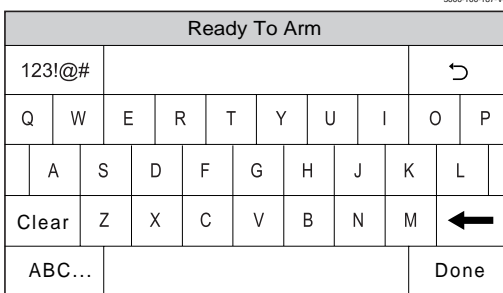 Ready To Arm
123!@#
Q W E R T Y U I O P
A S D F G H J K L
Clear Z X C V B N M
ABC... Done